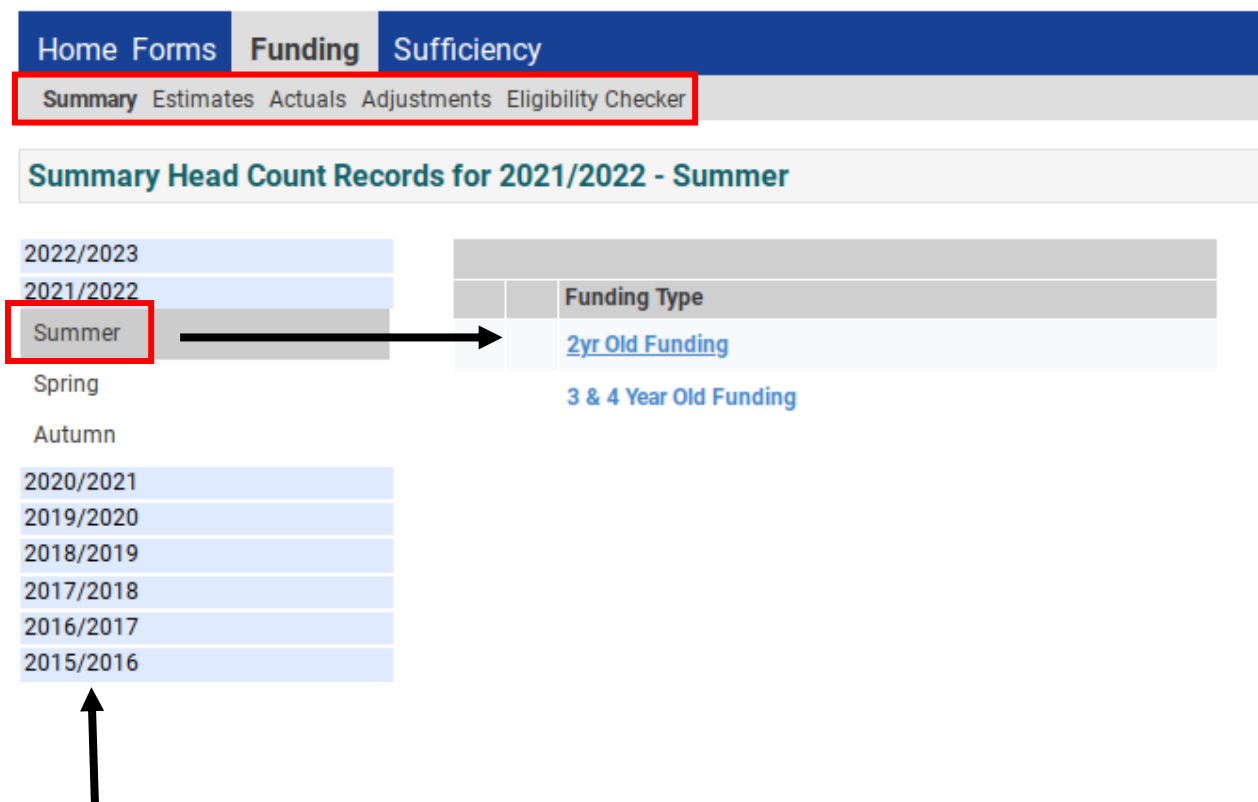 Home Forms Funding Sufficiency
Summary Estimates Actuals Adjustments Eligibility Checker
Summary Head Count Records for 2021/2022 - Summer
2022/2023
2021/2022
Summer
Spring
Autumn
2020/2021
2019/2020
2018/2019
2017/2018
2016/2017
2015/2016
Funding Type
2yr Old Funding
3 & 4 Year Old Funding